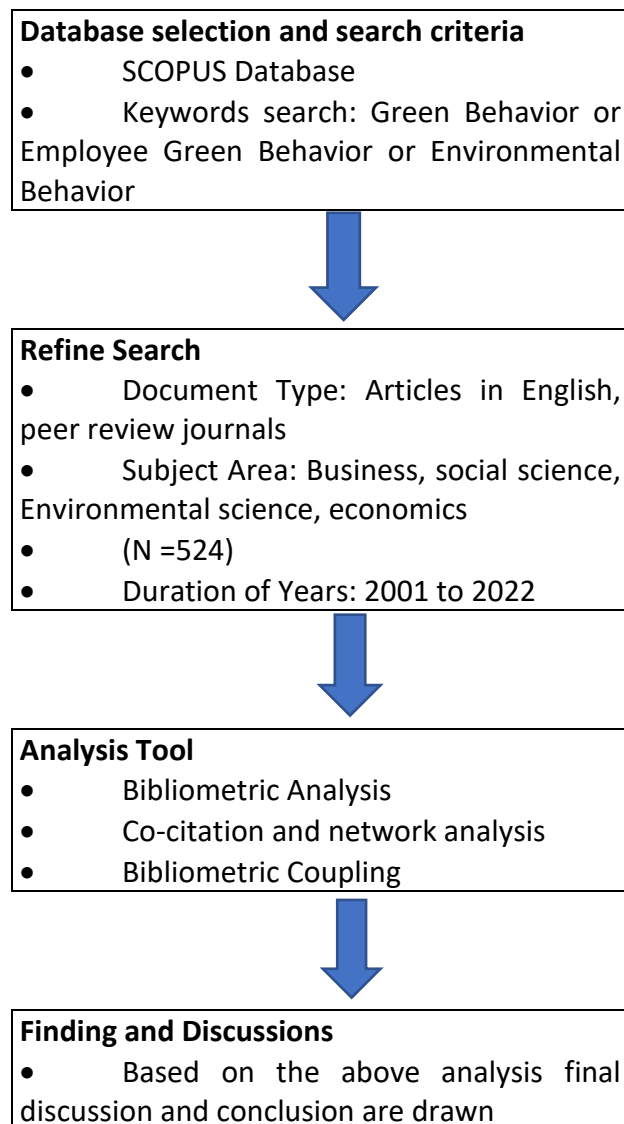 Database selection and search criteria
• SCOPUS Database
• Keywords search: Green Behavior or
Employee Green Behavior or Environmental
Behavior
Refine Search
• Document Type: Articles in English,
peer review journals
• Subject Area: Business, social science,
Environmental science, economics
• (N =524)
• Duration of Years: 2001 to 2022
Analysis Tool
• Bibliometric Analysis
• Co-citation and network analysis
• Bibliometric Coupling
Finding and Discussions
• Based on the above analysis final
discussion and conclusion are drawn